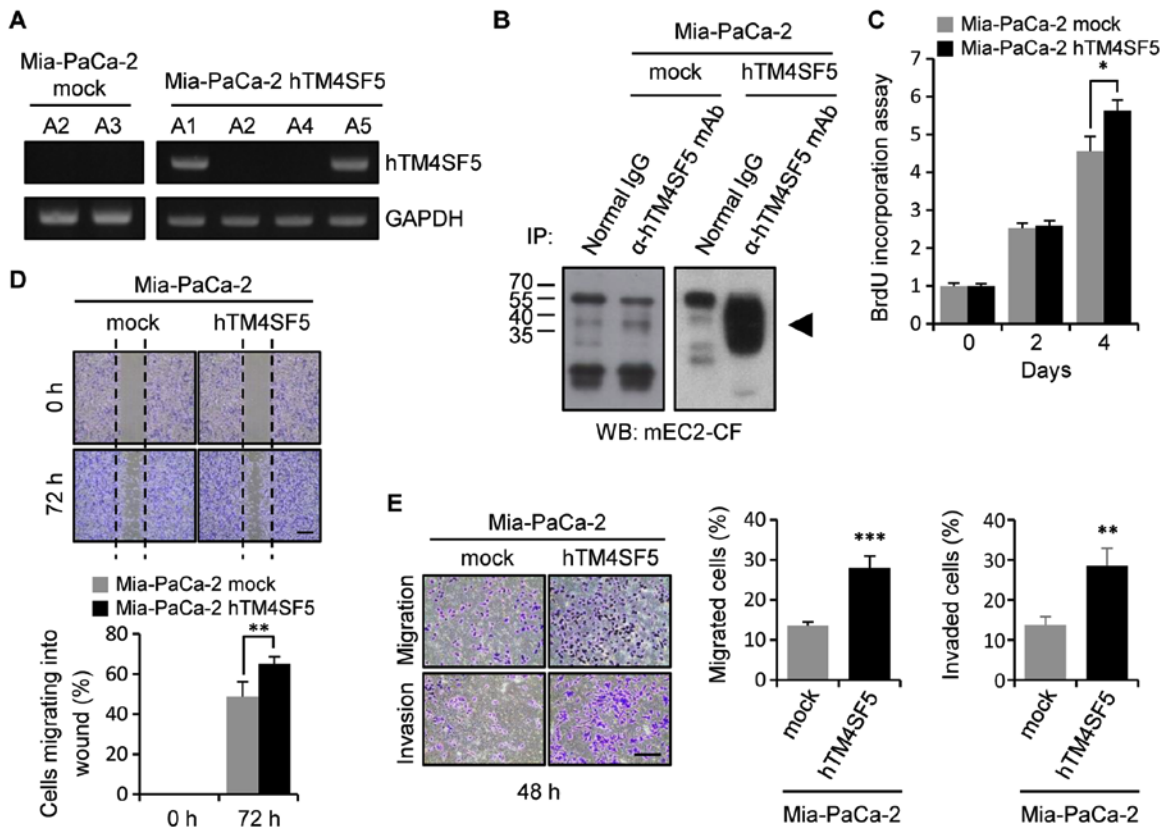 A
Mia-PaCa-2
mock
Mia-PaCa-2 hTM4SF5
A2 A3 A1 A2 A4 A5
hTM4SF5
GAPDH
B
Mia-PaCa-2
mock hTM4SF5
IP:
Normal IgG
α-hTM4SF5 mAb
Normal IgG
α-hTM4SF5 mAb
70
55
40
35
WB: mEC2-CF
C
Mia-PaCa-2 mock
Mia-PaCa-2 hTM4SF5
BrdU incorporation assay
7
6
5
4
3
2
1
0
*
0 2 4
Days
D
Mia-PaCa-2
mock hTM4SF5
0 h
72 h
Mia-PaCa-2 mock
Mia-PaCa-2 hTM4SF5
Cells migrating into
wound (%)
80
60
40
20
0
**
0 h 72 h
E
Mia-PaCa-2
mock hTM4SF5
Migration
Invasion
48 h
Migrated cells (%)
40
30
20
10
0
***
mock
hTM4SF5
Mia-PaCa-2
Invaded cells (%)
40
30
20
10
0
**
mock
hTM4SF5
Mia-PaCa-2